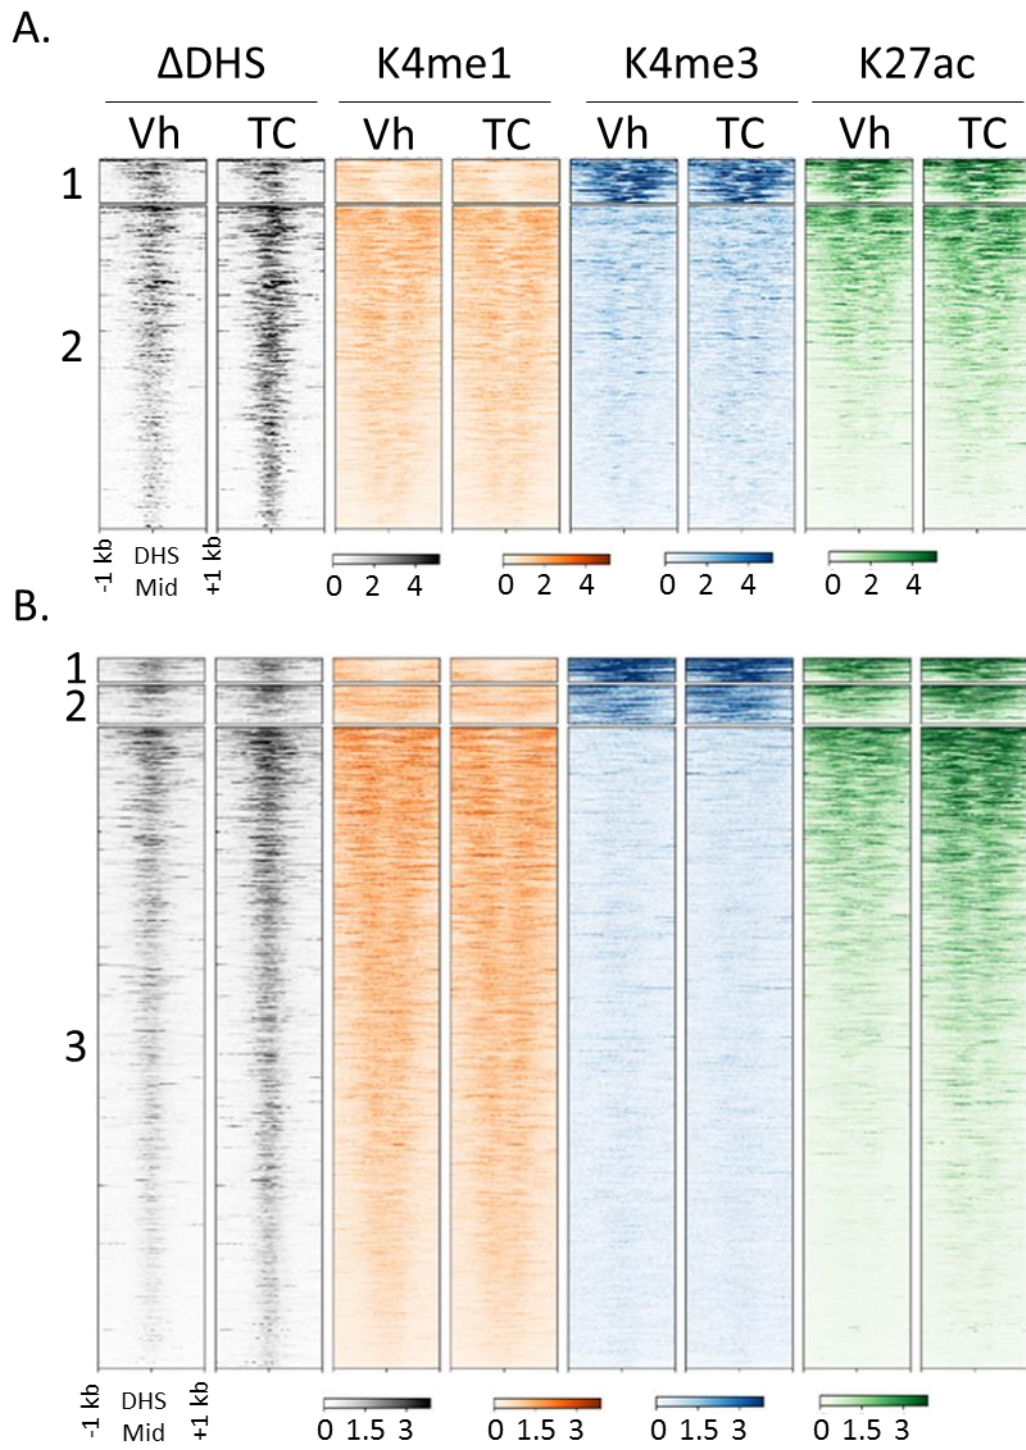 A.
ΔDHS K4me1 K4me3 K27ac
Vh TC Vh TC Vh TC Vh TC
1
2
-1 kb DHS Mid +1 kb
0 2 4 0 2 4 0 2 4 0 2 4
B.
1
2
3
-1 kb DHS Mid +1 kb
0 1.5 3 0 1.5 3 0 1.5 3 0 1.5 3